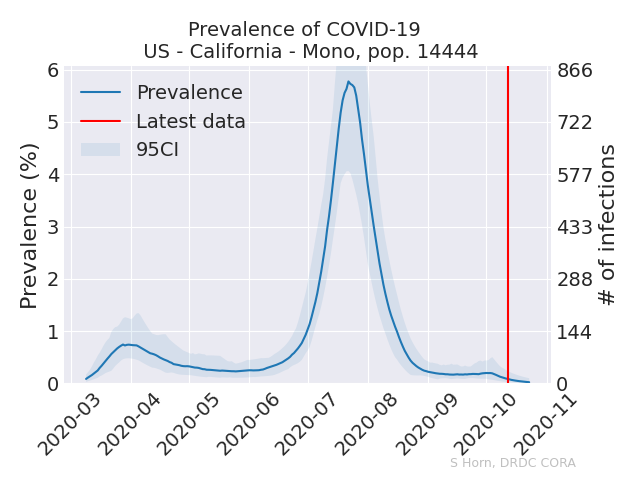 Prevalence of COVID-19
US - California - Mono, pop. 14444
Prevalence
Latest data
95CI
Prevalence (%)
6
5
4
3
2
1
0
866
722
577
433
288
144
0
# of infections
2020-03
2020-04
2020-05
2020-06
2020-07
2020-08
2020-09
2020-10
2020-11
S Horn, DRDC CORA